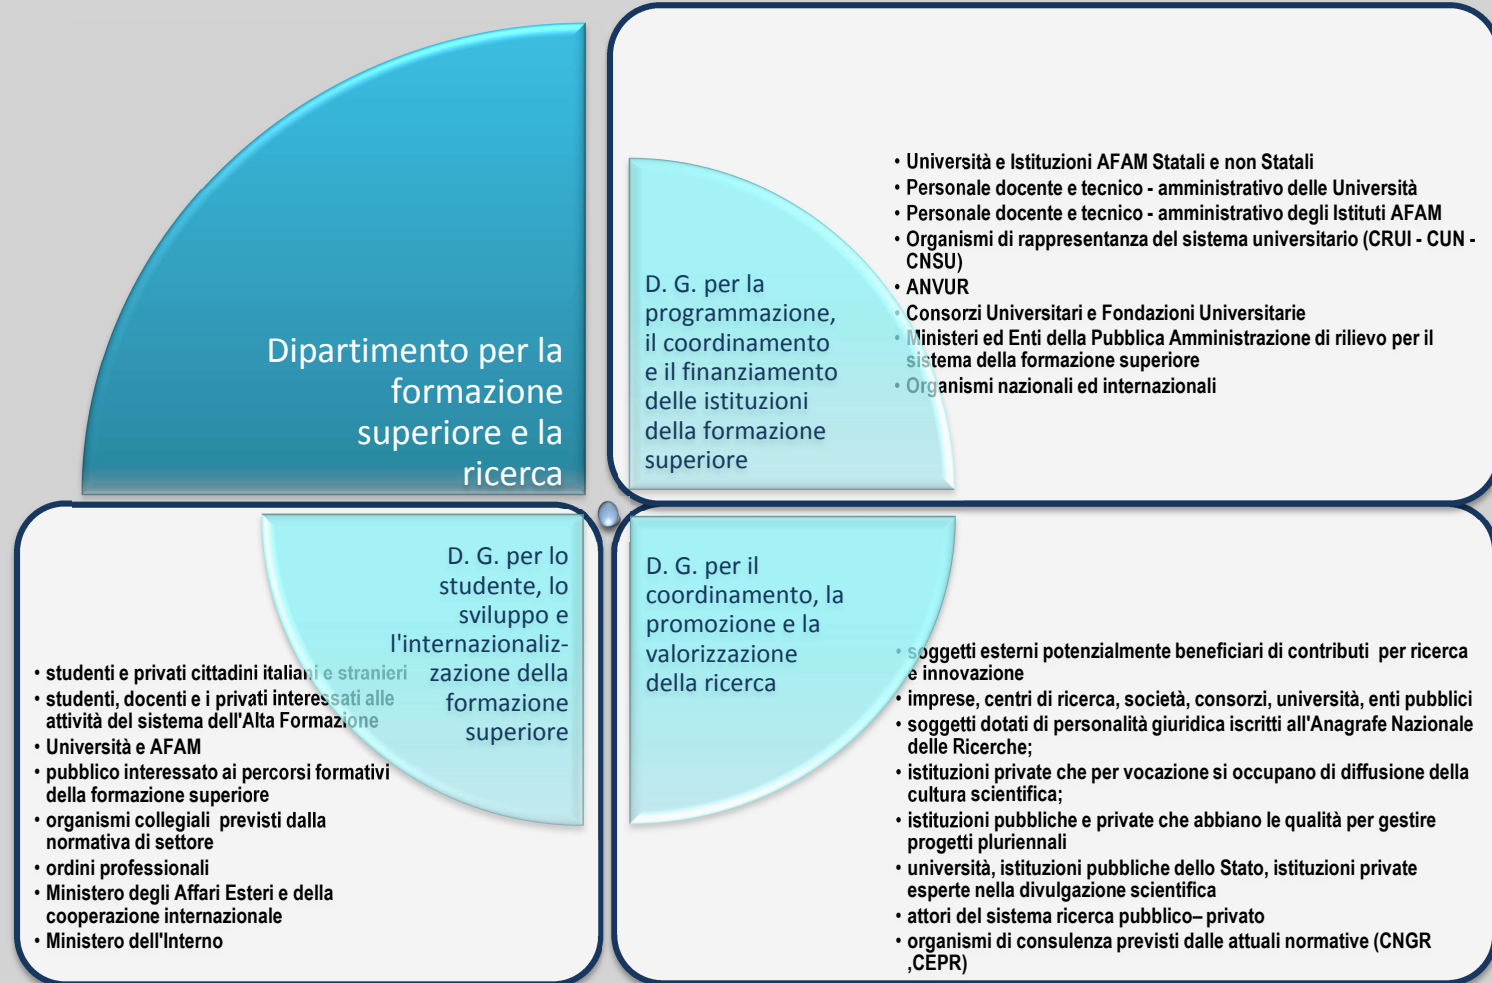 Dipartimento per la
formazione
superiore e la
ricerca
D. G. per la
programmazione,
il coordinamento
e il finanziamento
delle istituzioni
della formazione
superiore
• Università e Istituzioni AFAM Statali e non Statali
• Personale docente e tecnico - amministrativo delle Università
• Personale docente e tecnico - amministrativo degli Istituti AFAM
• Organismi di rappresentanza del sistema universitario (CRUI - CUN -
CNSU)
• ANVUR
• Consorzi Universitari e Fondazioni Universitarie
• Ministeri ed Enti della Pubblica Amministrazione di rilievo per il
sistema della formazione superiore
• Organismi nazionali ed internazionali
D. G. per lo
studente, lo
sviluppo e
l'internazionaliz-
zazione della
formazione
superiore
• studenti e privati cittadini italiani e stranieri
• studenti, docenti e i privati interessati alle
attività del sistema dell'Alta Formazione
• Università e AFAM
• pubblico interessato ai percorsi formativi
della formazione superiore
• organismi collegiali previsti dalla
normativa di settore
• ordini professionali
• Ministero degli Affari Esteri e della
cooperazione internazionale
• Ministero dell'Interno
D. G. per il
coordinamento, la
promozione e la
valorizzazione
della ricerca
• soggetti esterni potenzialmente beneficiari di contributi per ricerca
e innovazione
• imprese, centri di ricerca, società, consorzi, università, enti pubblici
• soggetti dotati di personalità giuridica iscritti all'Anagrafe Nazionale
delle Ricerche;
• istituzioni private che per vocazione si occupano di diffusione della
cultura scientifica;
• istituzioni pubbliche e private che abbiano le qualità per gestire
progetti pluriennali
• università, istituzioni pubbliche dello Stato, istituzioni private
esperte nella divulgazione scientifica
• attori del sistema ricerca pubblico– privato
• organismi di consulenza previsti dalle attuali normative (CNGR
,CEPR)